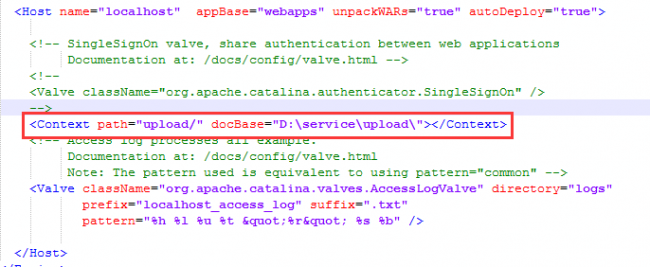 <Host name="localhost"  appBase="webapps" unpackWARs="true" autoDeploy="true">
<!-- SingleSignOn valve, share authentication between web applications
Documentation at: /docs/config/valve.html -->
<!--
<Valve className="org.apache.catalina.authenticator.SingleSignOn" />
-->
<Context path="upload/" docBase="D:\service\upload\"></Context>
<!-- Access log processes all example.
Documentation at: /docs/config/valve.html
Note: The pattern used is equivalent to using pattern="common" -->
<Valve className="org.apache.catalina.valves.AccessLogValve" directory="logs"
prefix="localhost_access_log" suffix=".txt"
pattern="%h %l %u %t &quot;%r&quot; %s %b" />
</Host>